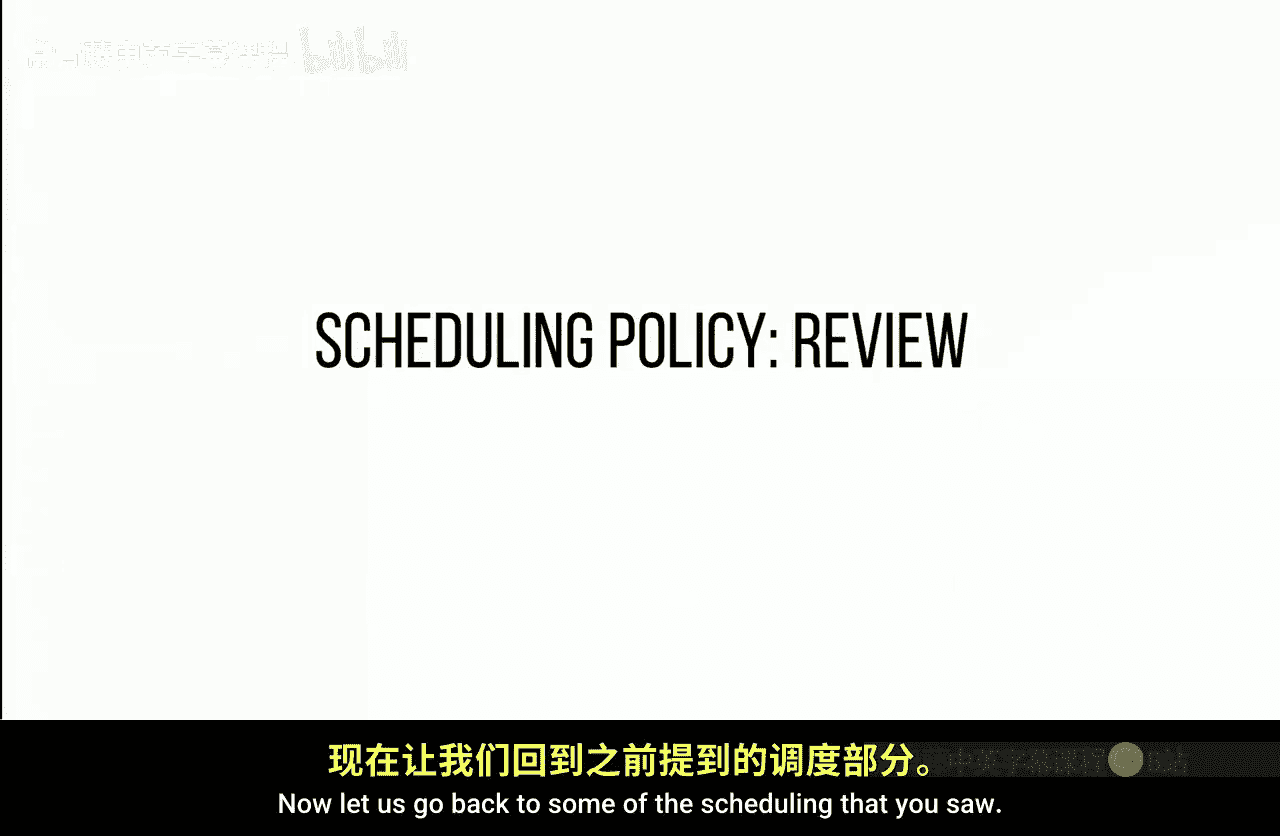 bilibili
SCHEDULING POLICY: REVIEW
现在让我们回到之前提到的调度部分。
Now let us go back to some of the scheduling that you saw.